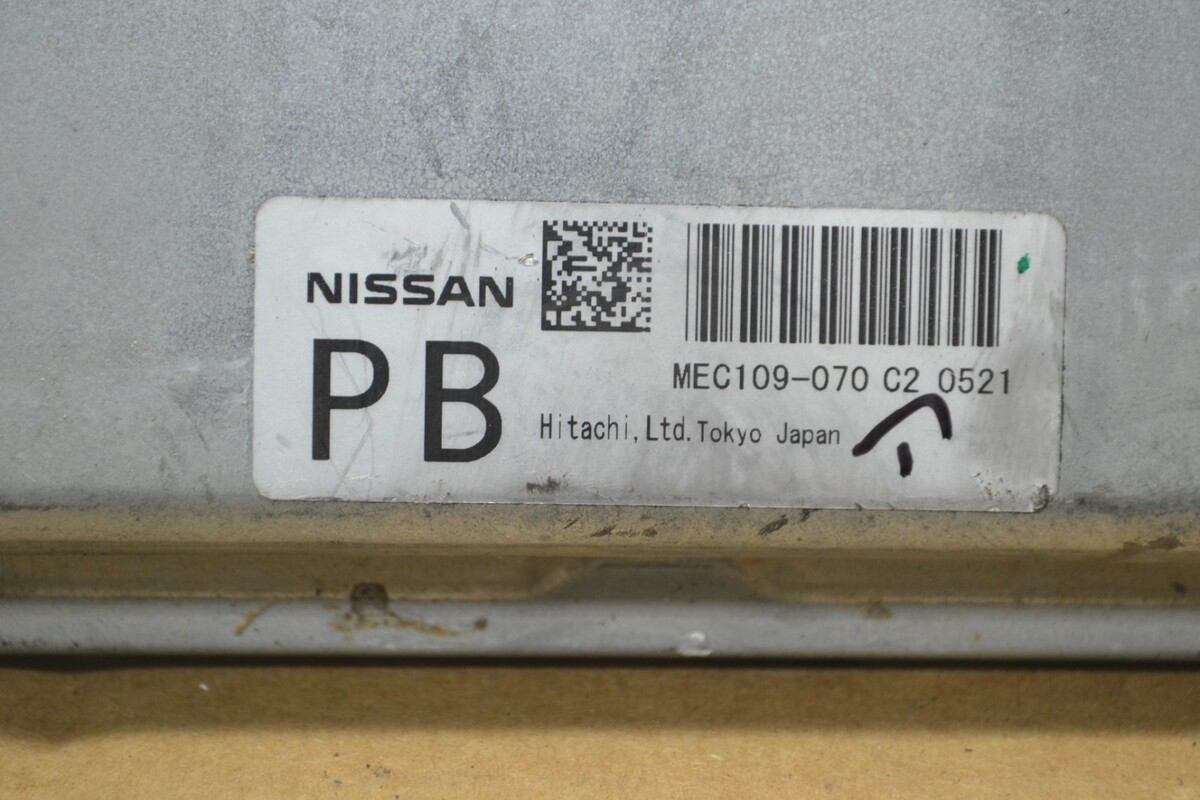 NISSAN
PB
MEC109-070 C2 0521
Hitachi,Ltd.Tokyo Japan